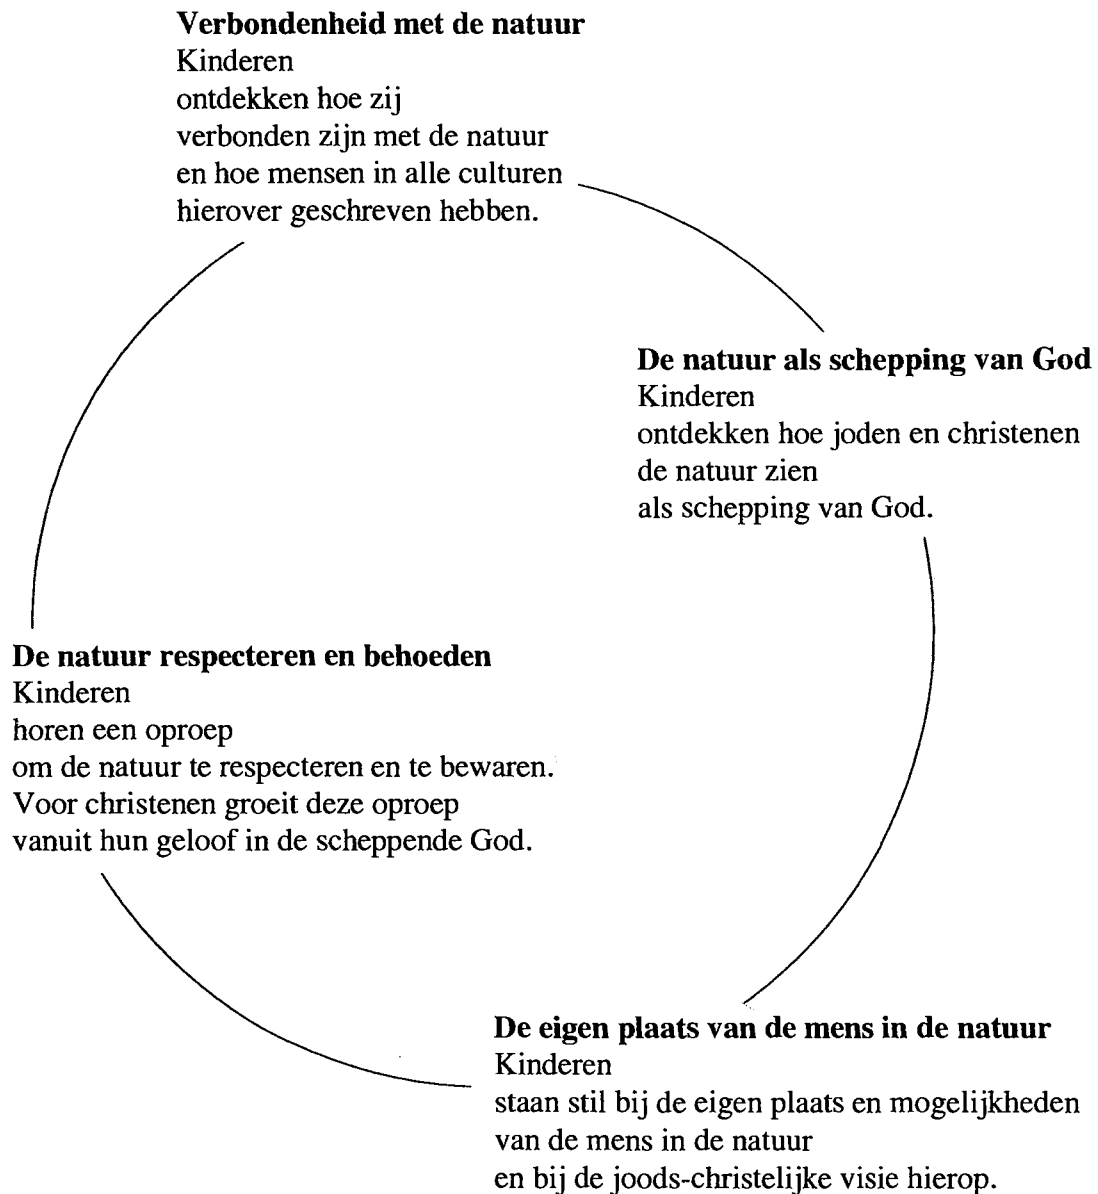 Verbondenheid met de natuur
Kinderen
ontdekken hoe zij
verbonden zijn met de natuur
en hoe mensen in alle culturen
hierover geschreven hebben.
De natuur als schepping van God
Kinderen
ontdekken hoe joden en christenen
de natuur zien
als schepping van God.
De eigen plaats van de mens in de natuur
Kinderen
staan stil bij de eigen plaats en mogelijkheden
van de mens in de natuur
en bij de joods-christelijke visie hierop.
De natuur respecteren en behoeden
Kinderen
horen een oproep
om de natuur te respecteren en te bewaren.
Voor christenen groeit deze oproep
vanuit hun geloof in de scheppende God.